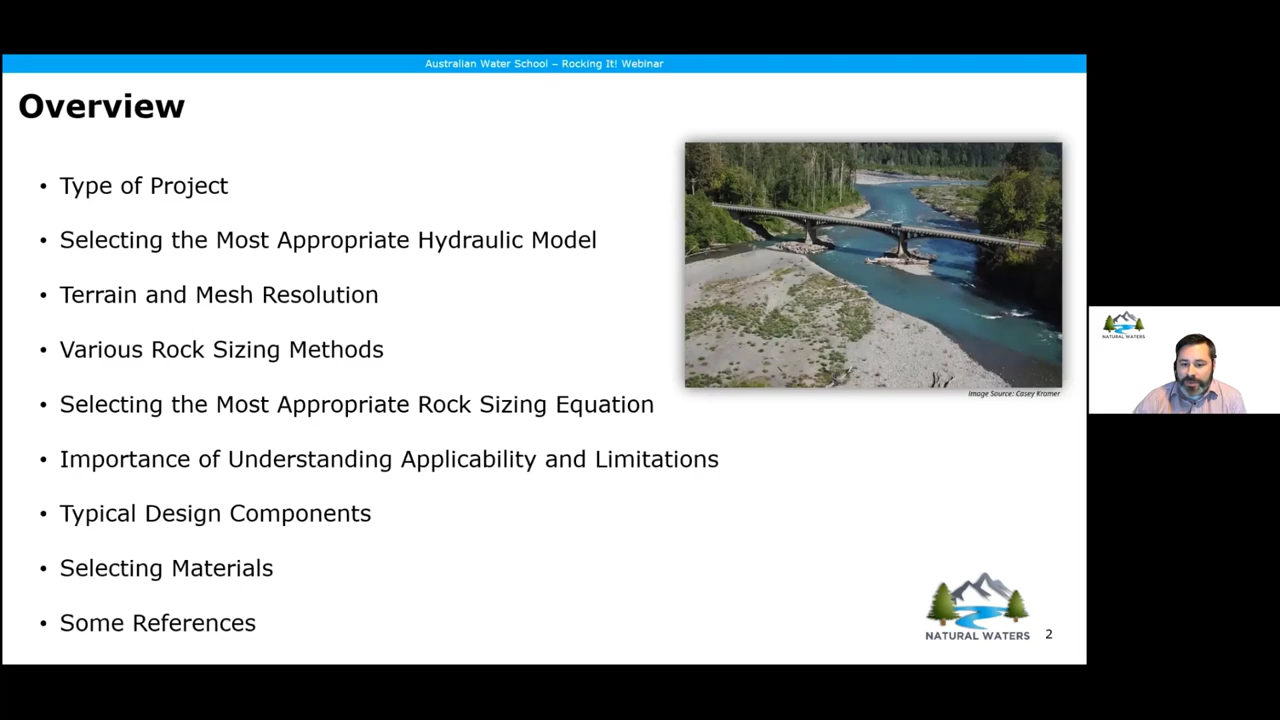 Australian Water School – Rocking It! Webinar
Overview
• Type of Project
• Selecting the Most Appropriate Hydraulic Model
• Terrain and Mesh Resolution
• Various Rock Sizing Methods
• Selecting the Most Appropriate Rock Sizing Equation
• Importance of Understanding Applicability and Limitations
• Typical Design Components
• Selecting Materials
• Some References
Image Source: Casey Kramer
NATURAL WATERS
2
NATURAL WATERS